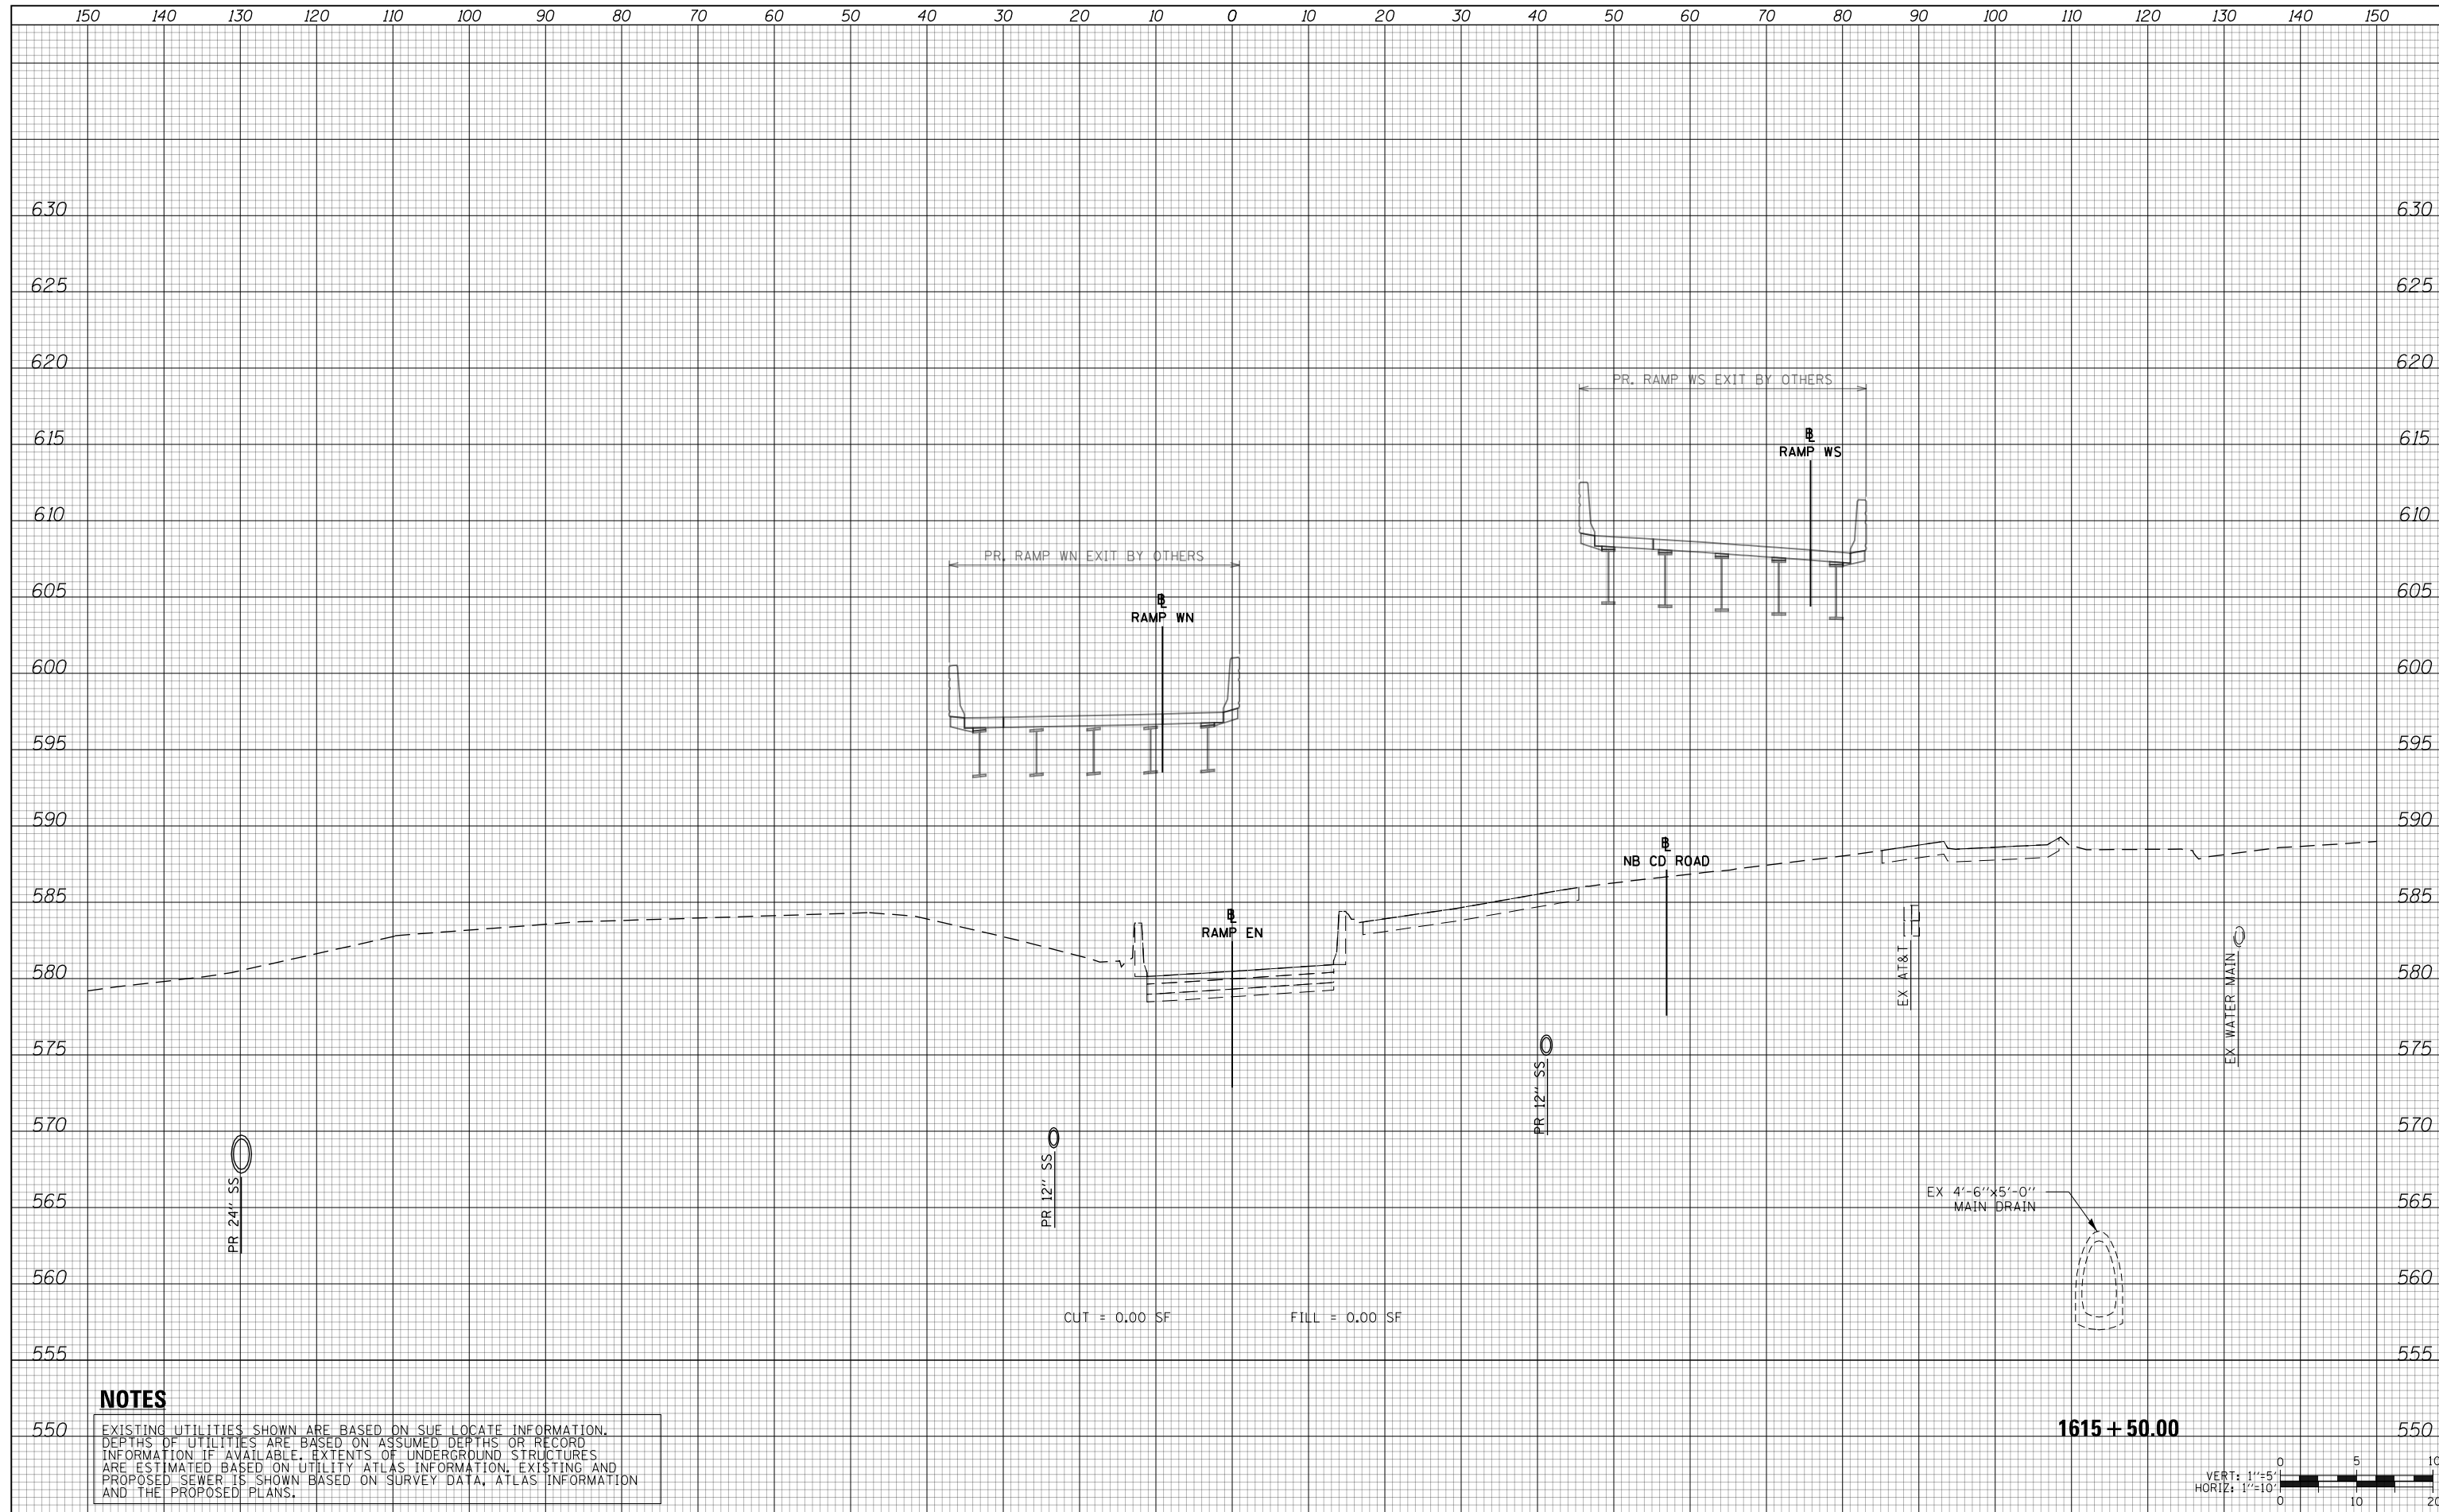 150 140 130 120 110 100 90 80 70 60 50 40 30 20 10 0 10 20 30 40 50 60 70 80 90 100 110 120 130 140 150
630 630
625 625
620 620
PR. RAMP WS EXIT BY OTHERS
615 615
BL
RAMP WS
610 610
PR. RAMP WN EXIT BY OTHERS
605 605
BL
RAMP WN
600 600
595 595
590 590
BL
NB CD ROAD
585 585
BL
RAMP EN
580 580
EX AT&T
EX WATER MAIN
575 575
PR 12" SS
570 570
PR 12" SS
PR 24" SS
565 565
EX 4'-6"x5'-0"
MAIN DRAIN
560 560
CUT = 0.00 SF FILL = 0.00 SF
555 555
NOTES
550 550
EXISTING UTILITIES SHOWN ARE BASED ON SUE LOCATE INFORMATION.
DEPTHS OF UTILITIES ARE BASED ON ASSUMED DEPTHS OR RECORD
INFORMATION IF AVAILABLE. EXTENTS OF UNDERGROUND STRUCTURES
ARE ESTIMATED BASED ON UTILITY ATLAS INFORMATION. EXISTING AND
PROPOSED SEWER IS SHOWN BASED ON SURVEY DATA, ATLAS INFORMATION
AND THE PROPOSED PLANS.
1615+50.00
0 5 10
VERT: 1"=5'
HORIZ: 1"=10'
0 10 20